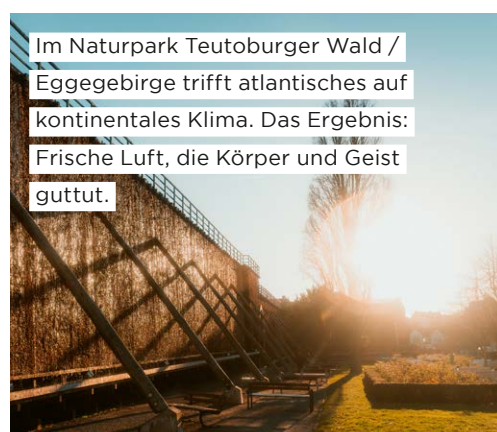 Im Naturpark Teutoburger Wald /
Eggegebirge trifft atlantisches auf
kontinentales Klima. Das Ergebnis:
Frische Luft, die Körper und Geist
guttut.